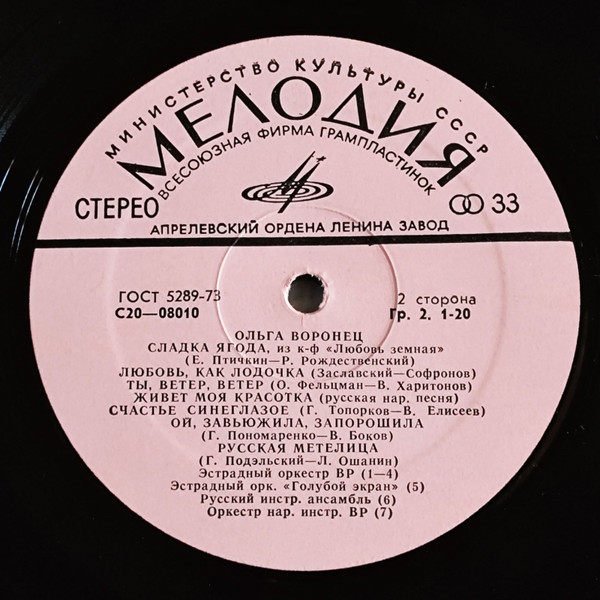 МИНИСТЕРСТВО КУЛЬТУРЫ СССР
МЕЛОДИЯ
ВСЕСОЮЗНАЯ ФИРМА ГРАМПЛАСТИНОК
СТЕРЕО
33
АПРЕЛЕВСКИЙ ОРДЕНА ЛЕНИНА ЗАВОД
ГОСТ 5289-73
2 сторона
С20—08010
Гр. 2. 1-20
ОЛЬГА ВОРОНЕЦ
СЛАДКА ЯГОДА, из к-ф «Любовь земная»
(Е. Птичкин—Р. Рождественский)
ЛЮБОВЬ, КАК ЛОДОЧКА (Заславский—Софронов)
ТЫ, ВЕТЕР, ВЕТЕР (О. Фельцман—В. Харитонов)
ЖИВЕТ МОЯ КРАСОТКА (русская нар. песня)
СЧАСТЬЕ СИНЕГЛАЗОЕ (Г. Топорков—В. Елисеев)
ОЙ, ЗАВЬЮЖИЛА, ЗАПОРОШИЛА
(Г. Пономаренко—В. Боков)
РУССКАЯ МЕТЕЛИЦА
(Г. Подэльский—Л. Ошанин)
Эстрадный оркестр ВР (1—4)
Эстрадный орк. «Голубой экран» (5)
Русский инстр. ансамбль (6)
Оркестр нар. инстр. ВР (7)